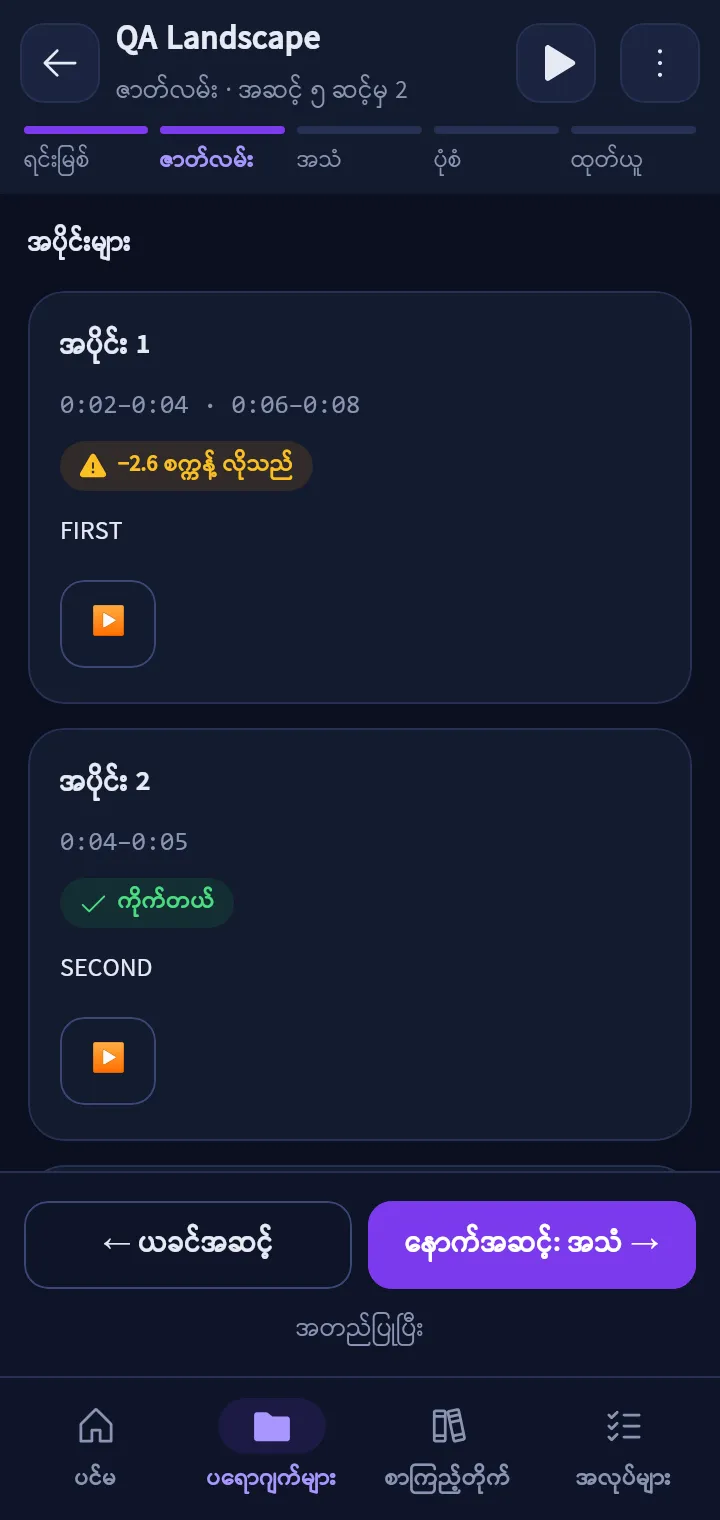 QA Landscape
ဇာတ်လမ်း · အဆင့် ၅ ဆင့်မှ 2
ရင်းမြစ်
ဇာတ်လမ်း
အသံ
ပုံစံ
ထုတ်ယူ
အပိုင်းများ
အပိုင်း 1
0:02–0:04 · 0:06–0:08
−2.6 စက္ကန့် လိုသည်
FIRST
အပိုင်း 2
0:04–0:05
ကိုက်တယ်
SECOND
← ယခင်အဆင့်
နောက်အဆင့်: အသံ →
အတည်ပြုပြီး
ပင်မ
ပရောဂျက်များ
စာကြည့်တိုက်
အလုပ်များ